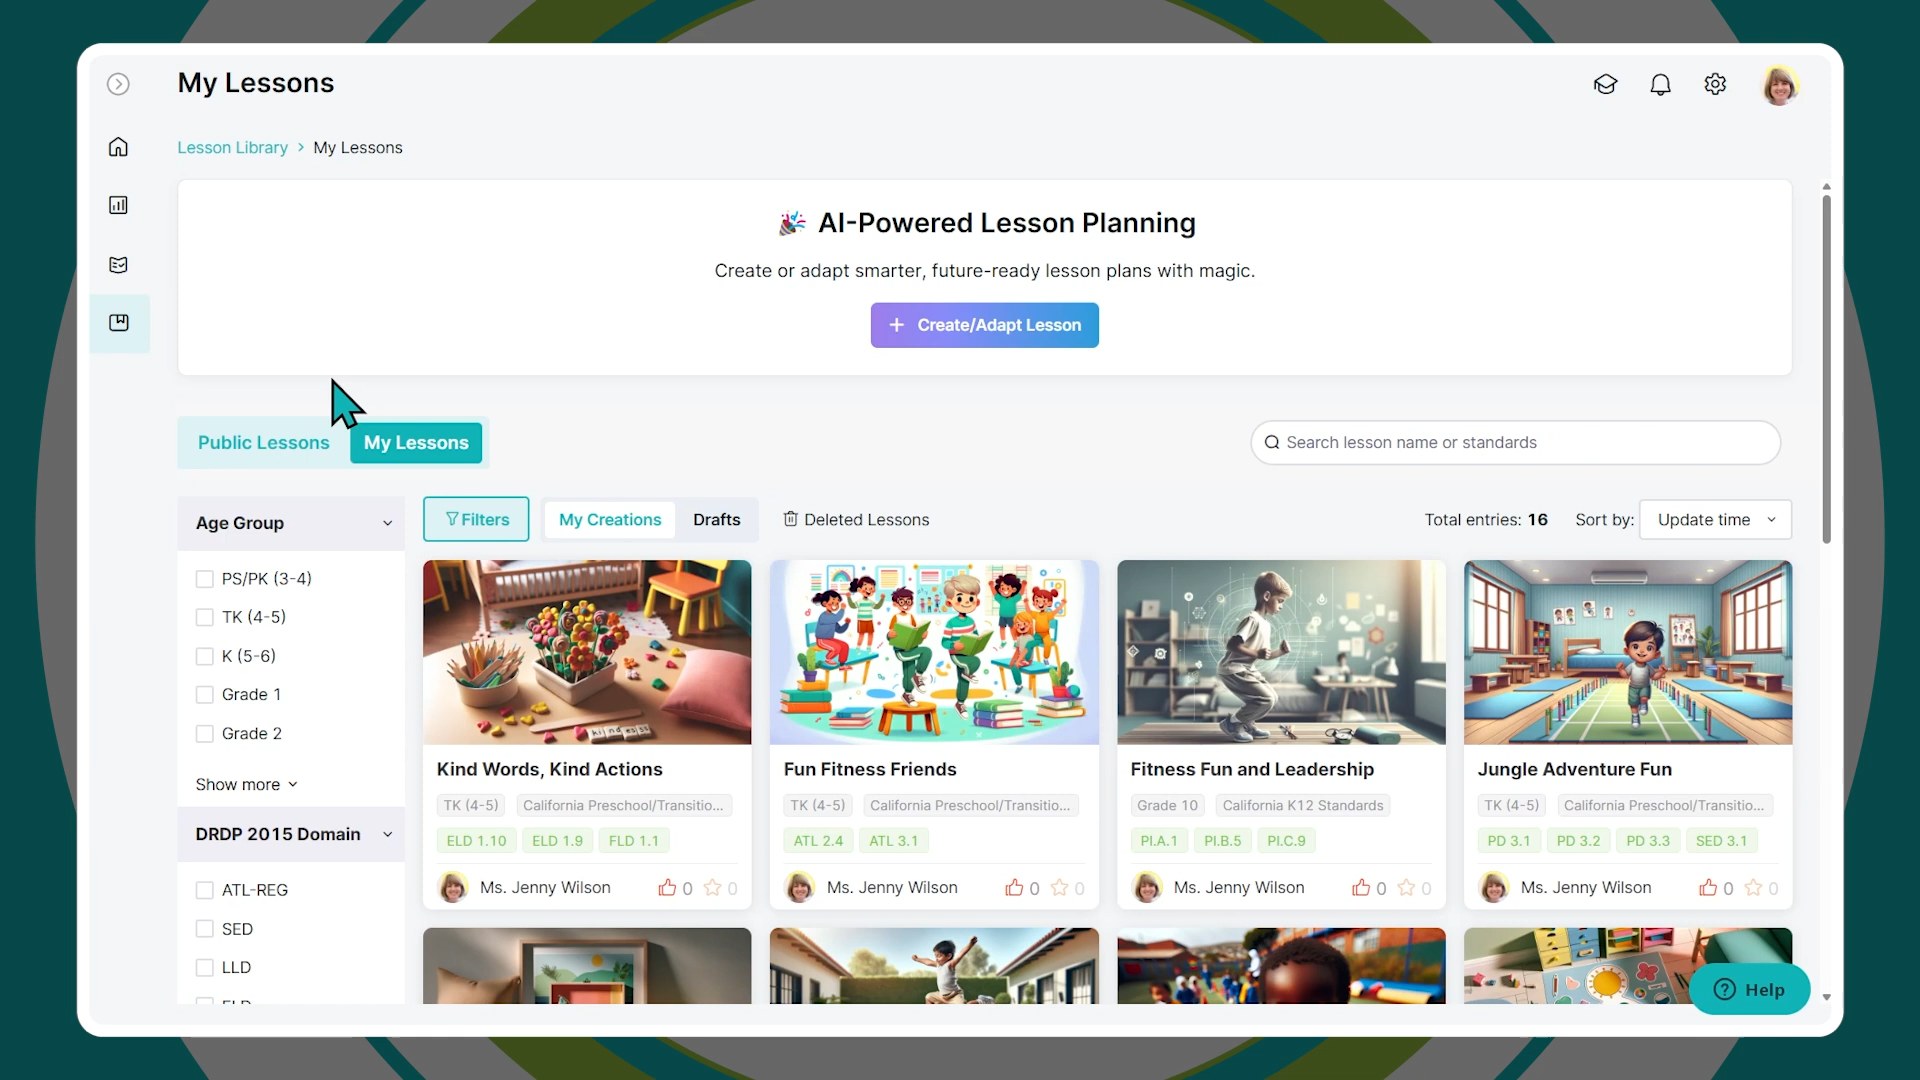 My Lessons
Lesson Library > My Lessons
AI-Powered Lesson Planning
Create or adapt smarter, future-ready lesson plans with magic.
+ Create/Adapt Lesson
Public Lessons
My Lessons
Search lesson name or standards
Age Group
PS/PK (3-4)
TK (4-5)
K (5-6)
Grade 1
Grade 2
Show more
DRDP 2015 Domain
ATL-REG
SED
LLD
Filters
My Creations
Drafts
Deleted Lessons
Total entries: 16
Sort by: Update time
kindess
Kind Words, Kind Actions
TK (4-5) California Preschool/Transitio...
ELD 1.10 ELD 1.9 FLD 1.1
Ms. Jenny Wilson 0 0
Fun Fitness Friends
TK (4-5) California Preschool/Transitio...
ATL 2.4 ATL 3.1
Ms. Jenny Wilson 0 0
Fitness Fun and Leadership
Grade 10 California K12 Standards
PI.A.1 PI.B.5 PI.C.9
Ms. Jenny Wilson 0 0
Jungle Adventure Fun
TK (4-5) California Preschool/Transitio...
PD 3.1 PD 3.2 PD 3.3 SED 3.1
Ms. Jenny Wilson 0 0
Help